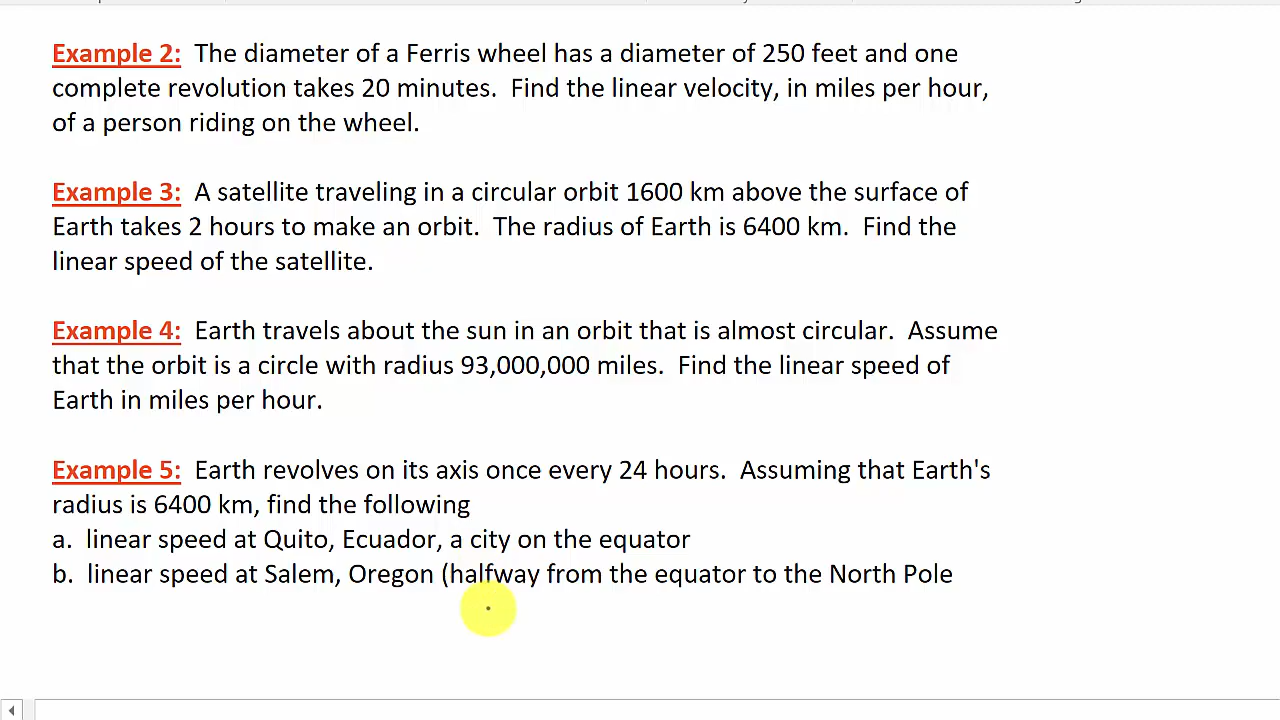 Example 2: The diameter of a Ferris wheel has a diameter of 250 feet and one
complete revolution takes 20 minutes. Find the linear velocity, in miles per hour,
of a person riding on the wheel.
Example 3: A satellite traveling in a circular orbit 1600 km above the surface of
Earth takes 2 hours to make an orbit. The radius of Earth is 6400 km. Find the
linear speed of the satellite.
Example 4: Earth travels about the sun in an orbit that is almost circular. Assume
that the orbit is a circle with radius 93,000,000 miles. Find the linear speed of
Earth in miles per hour.
Example 5: Earth revolves on its axis once every 24 hours. Assuming that Earth's
radius is 6400 km, find the following
a. linear speed at Quito, Ecuador, a city on the equator
b. linear speed at Salem, Oregon (halfway from the equator to the North Pole